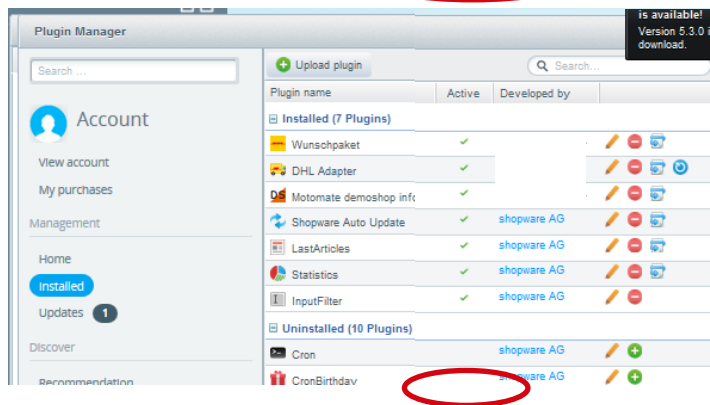 is available!
Version 5.3.0 i
download.
Plugin Manager
Search ...
Account
View account
My purchases
Management
Home
Installed
Updates 1
Discover
Recommendation
Upload plugin
Search...
Plugin name Active Developed by
Installed (7 Plugins)
Wunschpaket
DHL Adapter
DS Motomate demoshop info
Shopware Auto Update shopware AG
LastArticles shopware AG
Statistics shopware AG
InputFilter shopware AG
Uninstalled (10 Plugins)
Cron shopware AG
CronBirthday shopware AG